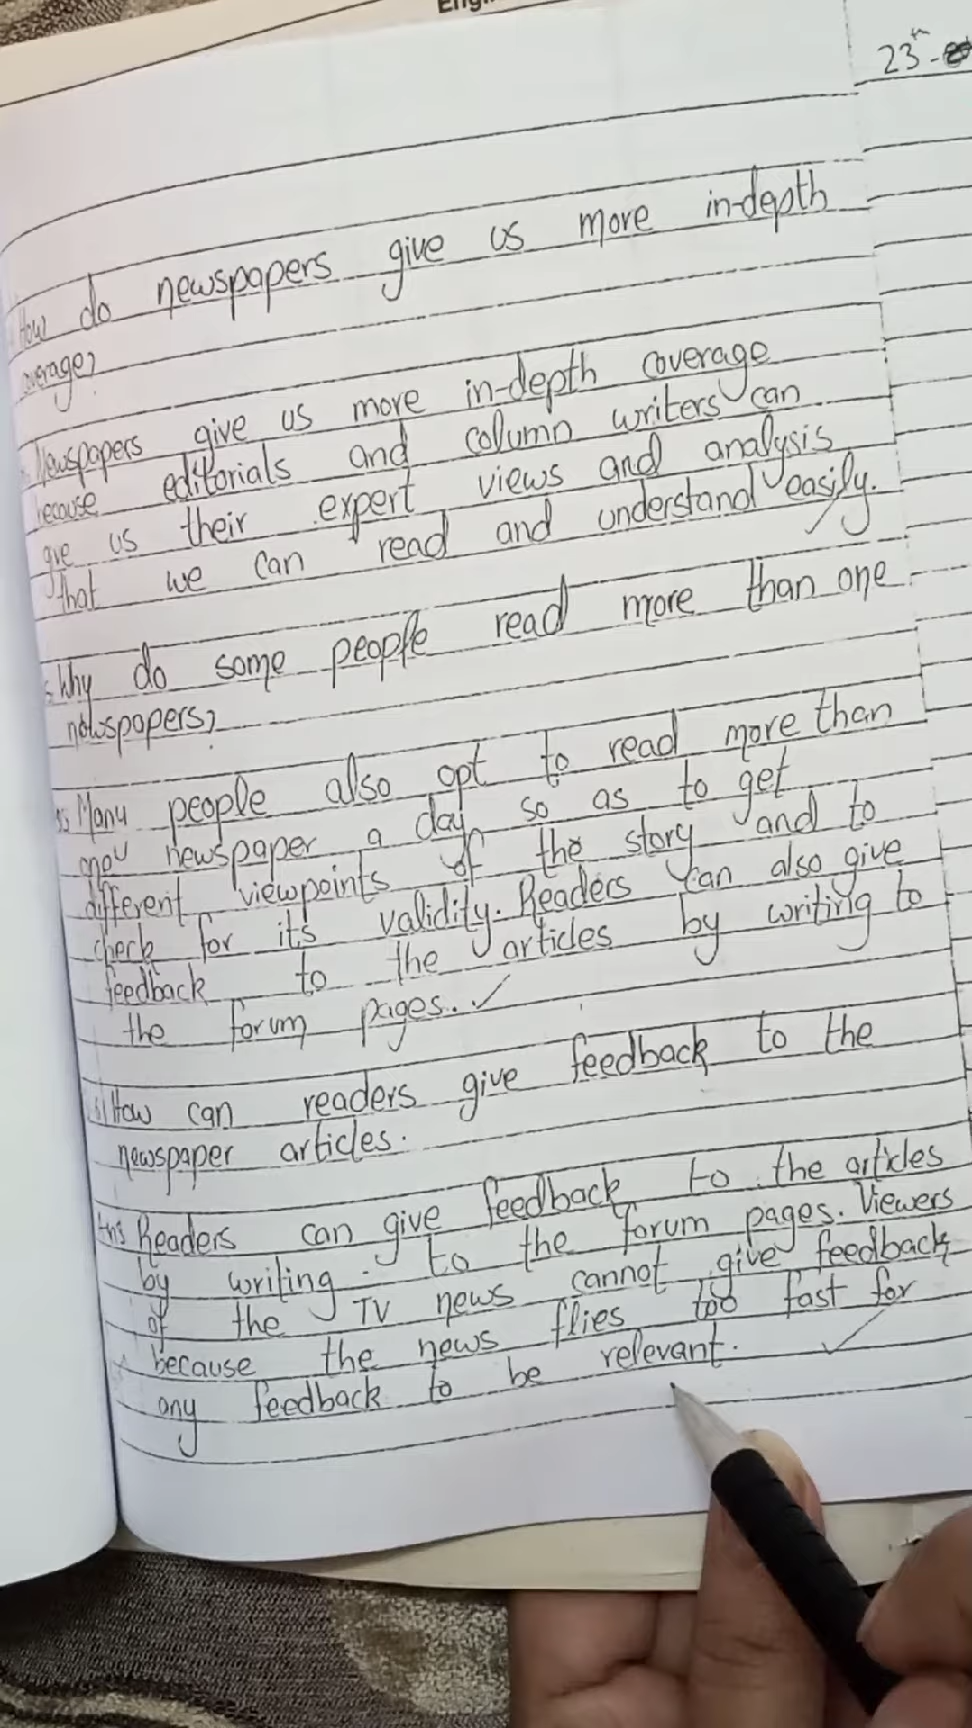 23th
How do newspapers give us more in-depth
coverage?
Newspapers give us more in-depth coverage
because editorials and column writers can
give us their expert views and analysis
that we can read and understand easily.
Why do some people read more than one
newspapers?
Many people also opt to read more than
one newspaper a day so as to get
different viewpoints of the story and to
check for its validity. Readers can also give
feedback to the articles by writing to
the forum pages.
How can readers give feedback to the
newspaper articles.
Ans Readers can give feedback to the articles
by writing to the forum pages. Viewers
of the TV news cannot give feedback
because the news flies too fast for
any feedback to be relevant.